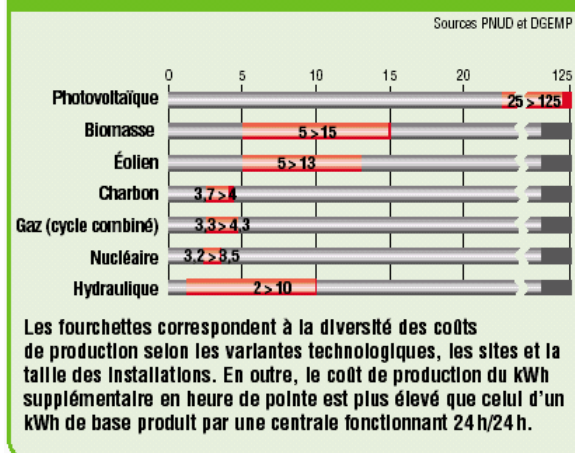 Sources PNUD et DGEMP
0 5 10 15 20 125
Photovoltaïque 25 > 125
Biomasse 5 > 15
Éolien 5 > 13
Charbon 3,7 > 4
Gaz (cycle combiné) 3,3 > 4,3
Nucléaire 3,2 > 3,5
Hydraulique 2 > 10
Les fourchettes correspondent à la diversité des coûts
de production selon les variantes technologiques, les sites et la
taille des installations. En outre, le coût de production du kWh
supplémentaire en heure de pointe est plus élevé que celui d'un
kWh de base produit par une centrale fonctionnant 24 h/24 h.